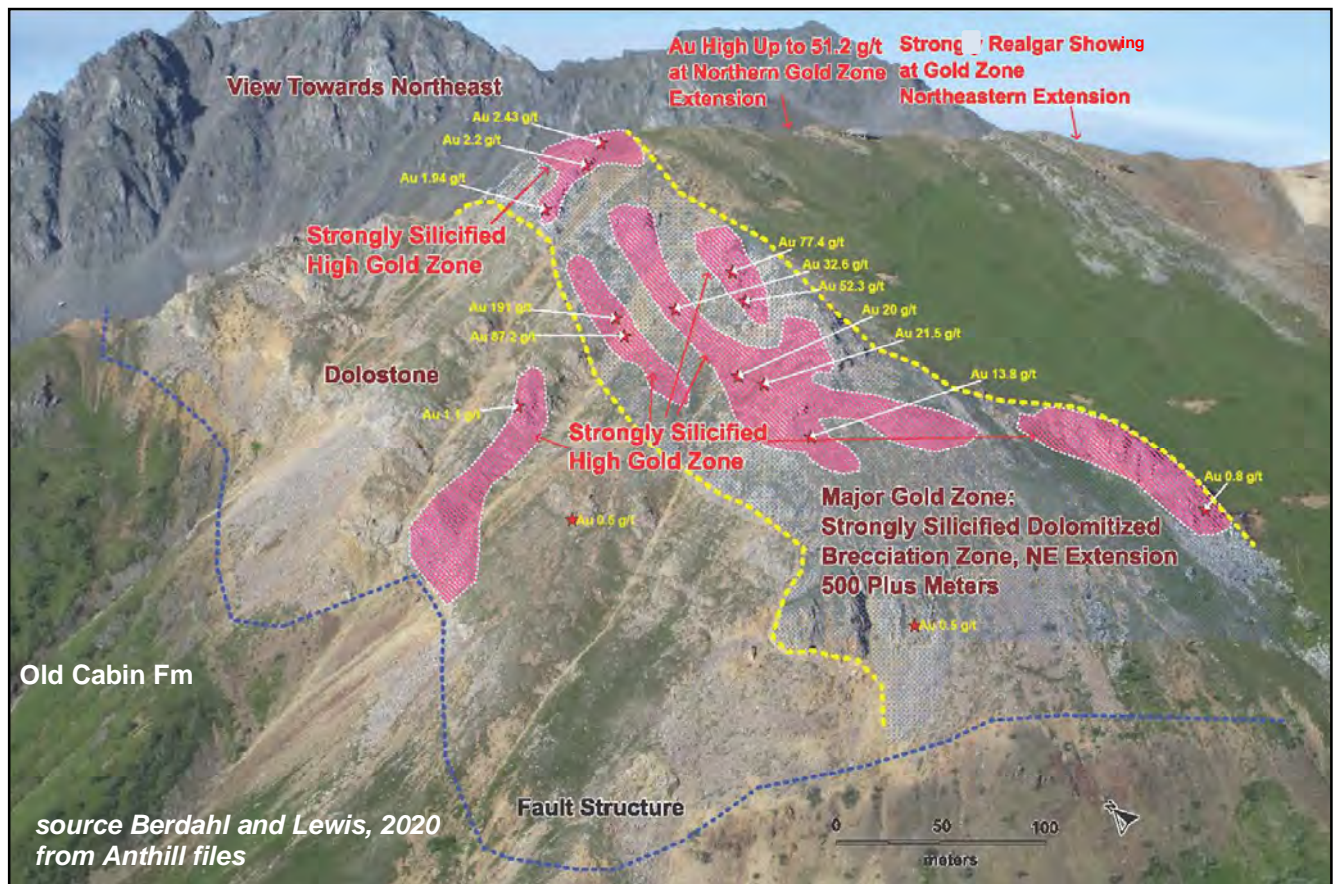 View Towards Northeast
Au High Up to 51.2 g/t
at Northern Gold Zone
Extension
Strong Realgar Showing
at Gold Zone
Northeastern Extension
Au 2.43 g/t
Au 2.2 g/t
Au 1.94 g/t
Strongly Silicified
High Gold Zone
Au 77.4 g/t
Au 32.6 g/t
Au 52.3 g/t
Au 20 g/t
Au 21.5 g/t
Au 191 g/t
Au 87.2 g/t
Au 13.8 g/t
Dolostone
Au 1.1 g/t
Strongly Silicified
High Gold Zone
Au 0.8 g/t
Major Gold Zone:
Strongly Silicified Dolomitized
Brecciation Zone, NE Extension
500 Plus Meters
Au 0.5 g/t
Au 0.5 g/t
Old Cabin Fm
Fault Structure
source Berdahl and Lewis, 2020
from Anthill files
0 50 100
meters